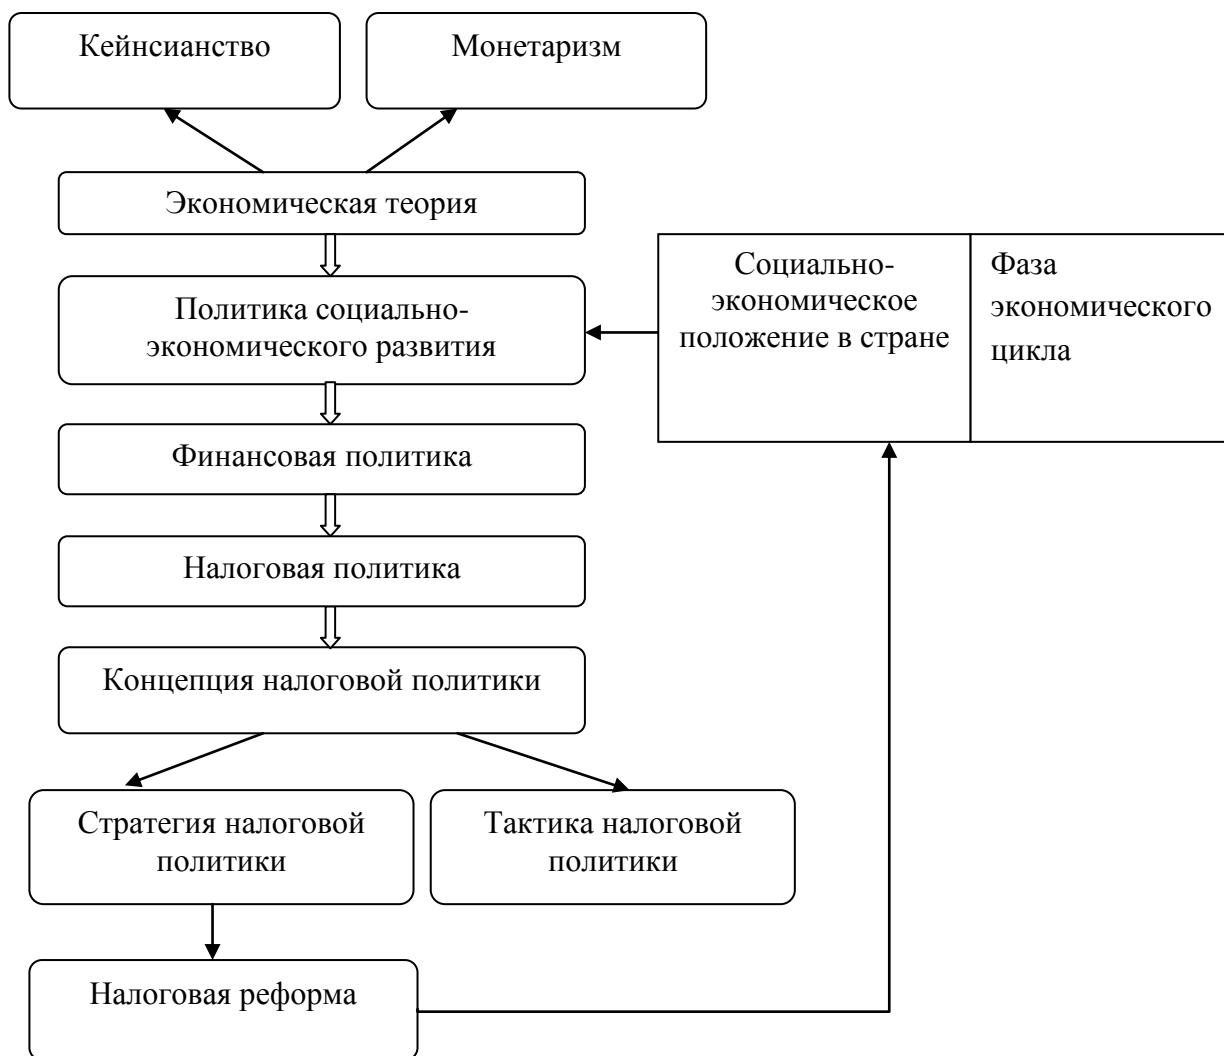 Кейнсианство
Монетаризм
Экономическая теория
Политика социально-
экономического развития
Социально-
экономическое
положение в стране
Фаза
экономического
цикла
Финансовая политика
Налоговая политика
Концепция налоговой политики
Стратегия налоговой
политики
Тактика налоговой
политики
Налоговая реформа